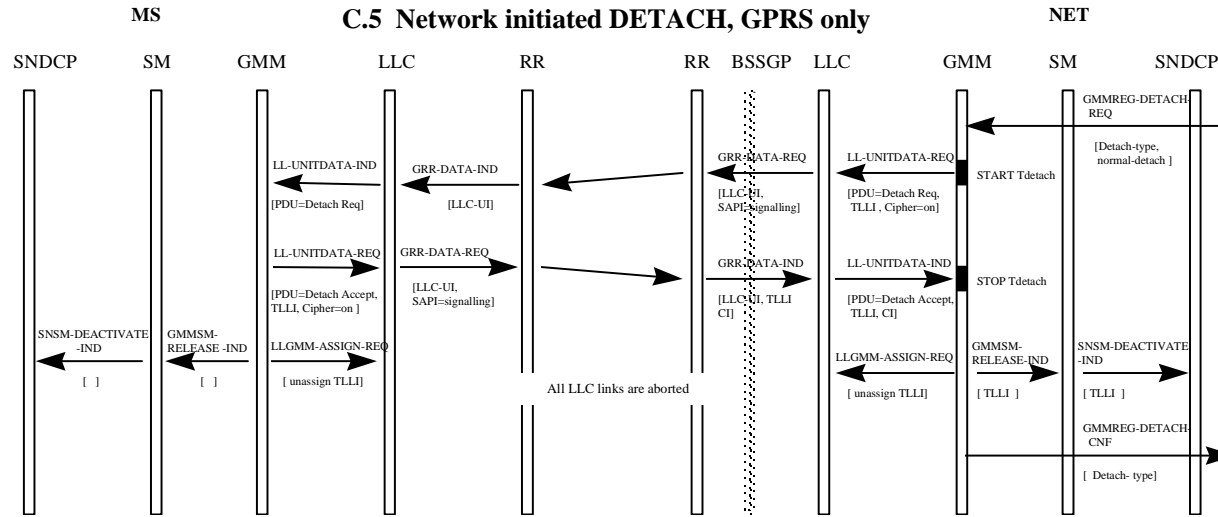 MS
C.5 Network initiated DETACH, GPRS only
NET
SNDCP SM GMM LLC RR RR BSSGP LLC GMM SM SNDCP
GMMREG-DETACH-
REQ
[Detach-type,
normal-detach ]
LL-UNITDATA-IND
[PDU=Detach Req]
GRR-DATA-IND
[LLC-UI]
GRR-DATA-REQ
[LLC-UI,
SAPI=signalling]
LL-UNITDATA-REQ
[PDU=Detach Req,
TLLI , Cipher=on]
START Tdetach
LL-UNITDATA-REQ
[PDU=Detach Accept,
TLLI, Cipher=on ]
GRR-DATA-REQ
[LLC-UI,
SAPI=signalling]
GRR-DATA-IND
[LLC-UI, TLLI
CI]
LL-UNITDATA-IND
[PDU=Detach Accept,
TLLI, CI]
STOP Tdetach
SNSM-DEACTIVATE
-IND
[ ]
GMMSM-
RELEASE -IND
[ ]
LLGMM-ASSIGN-REQ
[ unassign TLLI]
All LLC links are aborted
LLGMM-ASSIGN-REQ
[ unassign TLLI]
GMMSM-
RELEASE-IND
[ TLLI ]
SNSM-DEACTIVATE
-IND
[ TLLI ]
GMMREG-DETACH-
CNF
[ Detach- type]